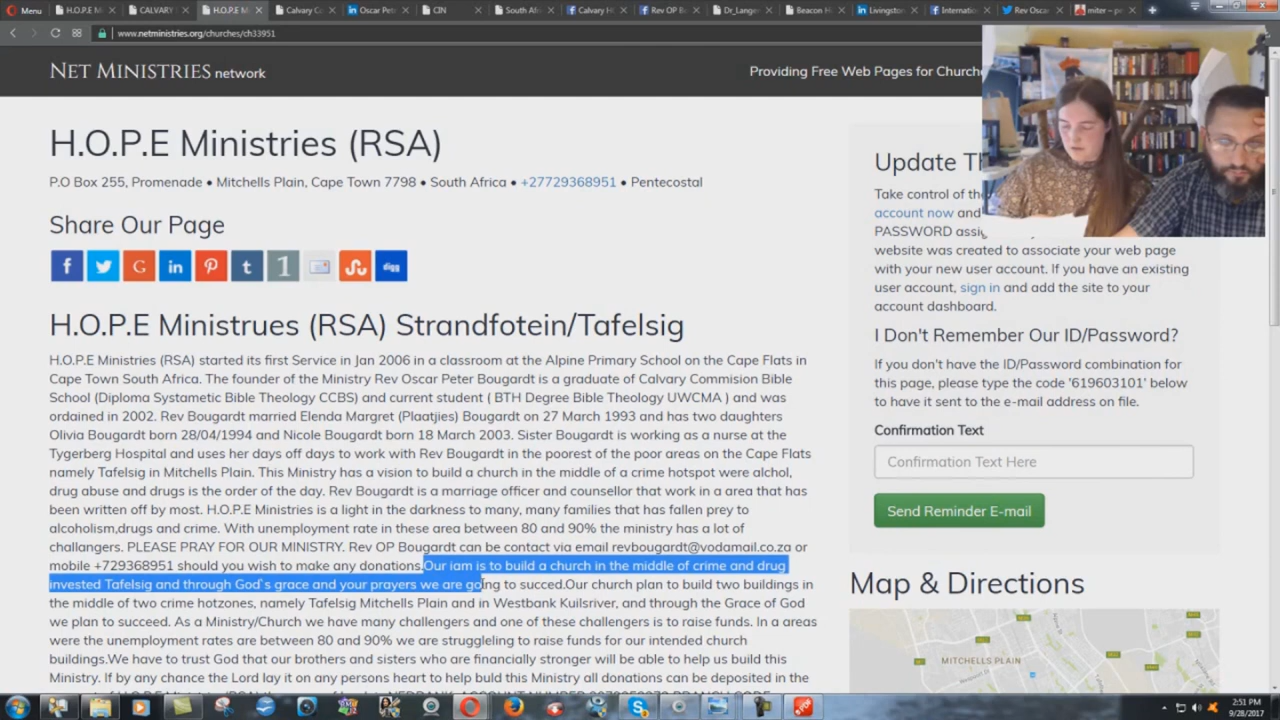 Menu
H.O.P.E M
CALVARY
H.O.P.E M
Calvary Co
Oscar Pete
CIN
South Afri
Calvary HO
Rev OP Bo
Dr_Lange
Beacon H
Livingston
Internatio
Rev Oscar
miter – p
www.netministries.org/churches/ch33951
NET MINISTRIES network
Providing Free Web Pages for Churche
H.O.P.E Ministries (RSA)
P.O Box 255, Promenade • Mitchells Plain, Cape Town 7798 • South Africa • +27729368951 • Pentecostal
Share Our Page
H.O.P.E Ministrues (RSA) Strandfotein/Tafelsig
H.O.P.E Ministries (RSA) started its first Service in Jan 2006 in a classroom at the Alpine Primary School on the Cape Flats in
Cape Town South Africa. The founder of the Ministry Rev Oscar Peter Bougardt is a graduate of Calvary Commision Bible
School (Diploma Systametic Bible Theology CCBS) and current student ( BTH Degree Bible Theology UWCMA ) and was
ordained in 2002. Rev Bougardt married Elenda Margret (Plaatjies) Bougardt on 27 March 1993 and has two daughters
Olivia Bougardt born 28/04/1994 and Nicole Bougardt born 18 March 2003. Sister Bougardt is working as a nurse at the
Tygerberg Hospital and uses her days off days to work with Rev Bougardt in the poorest of the poor areas on the Cape Flats
namely Tafelsig in Mitchells Plain. This Ministry has a vision to build a church in the middle of a crime hotspot were alchol,
drug abuse and drugs is the order of the day. Rev Bougardt is a marriage officer and counsellor that work in a area that has
been written off by most. H.O.P.E Ministries is a light in the darkness to many, many families that has fallen prey to
alcoholism,drugs and crime. With unemployment rate in these area between 80 and 90% the ministry has a lot of
challangers. PLEASE PRAY FOR OUR MINISTRY. Rev OP Bougardt can be contact via email revbougardt@vodamail.co.za or
mobile +729368951 should you wish to make any donations.Our iam is to build a church in the middle of crime and drug
invested Tafelsig and through God`s grace and your prayers we are going to succed.Our church plan to build two buildings in
the middle of two crime hotzones, namely Tafelsig Mitchells Plain and in Westbank Kuilsriver, and through the Grace of God
we plan to succeed. As a Ministry/Church we have many challengers and one of these challengers is to raise funds. In a areas
were the unemployment rates are between 80 and 90% we are struggleling to raise funds for our intended church
buildings.We have to trust God that our brothers and sisters who are financially stronger will be able to help us build this
Ministry. If by any chance the Lord lay it on any persons heart to help buld this Ministry all donations can be deposited in the
Update Th
Take control of the
account now and
PASSWORD assig
website was created to associate your web page
with your new user account. If you have an existing
user account, sign in and add the site to your
account dashboard.
I Don't Remember Our ID/Password?
If you don't have the ID/Password combination for
this page, please type the code '619603101' below
to have it sent to the e-mail address on file.
Confirmation Text
Confirmation Text Here
Send Reminder E-mail
Map & Directions
MITCHELLS PLAIN
2:51 PM
9/28/2017